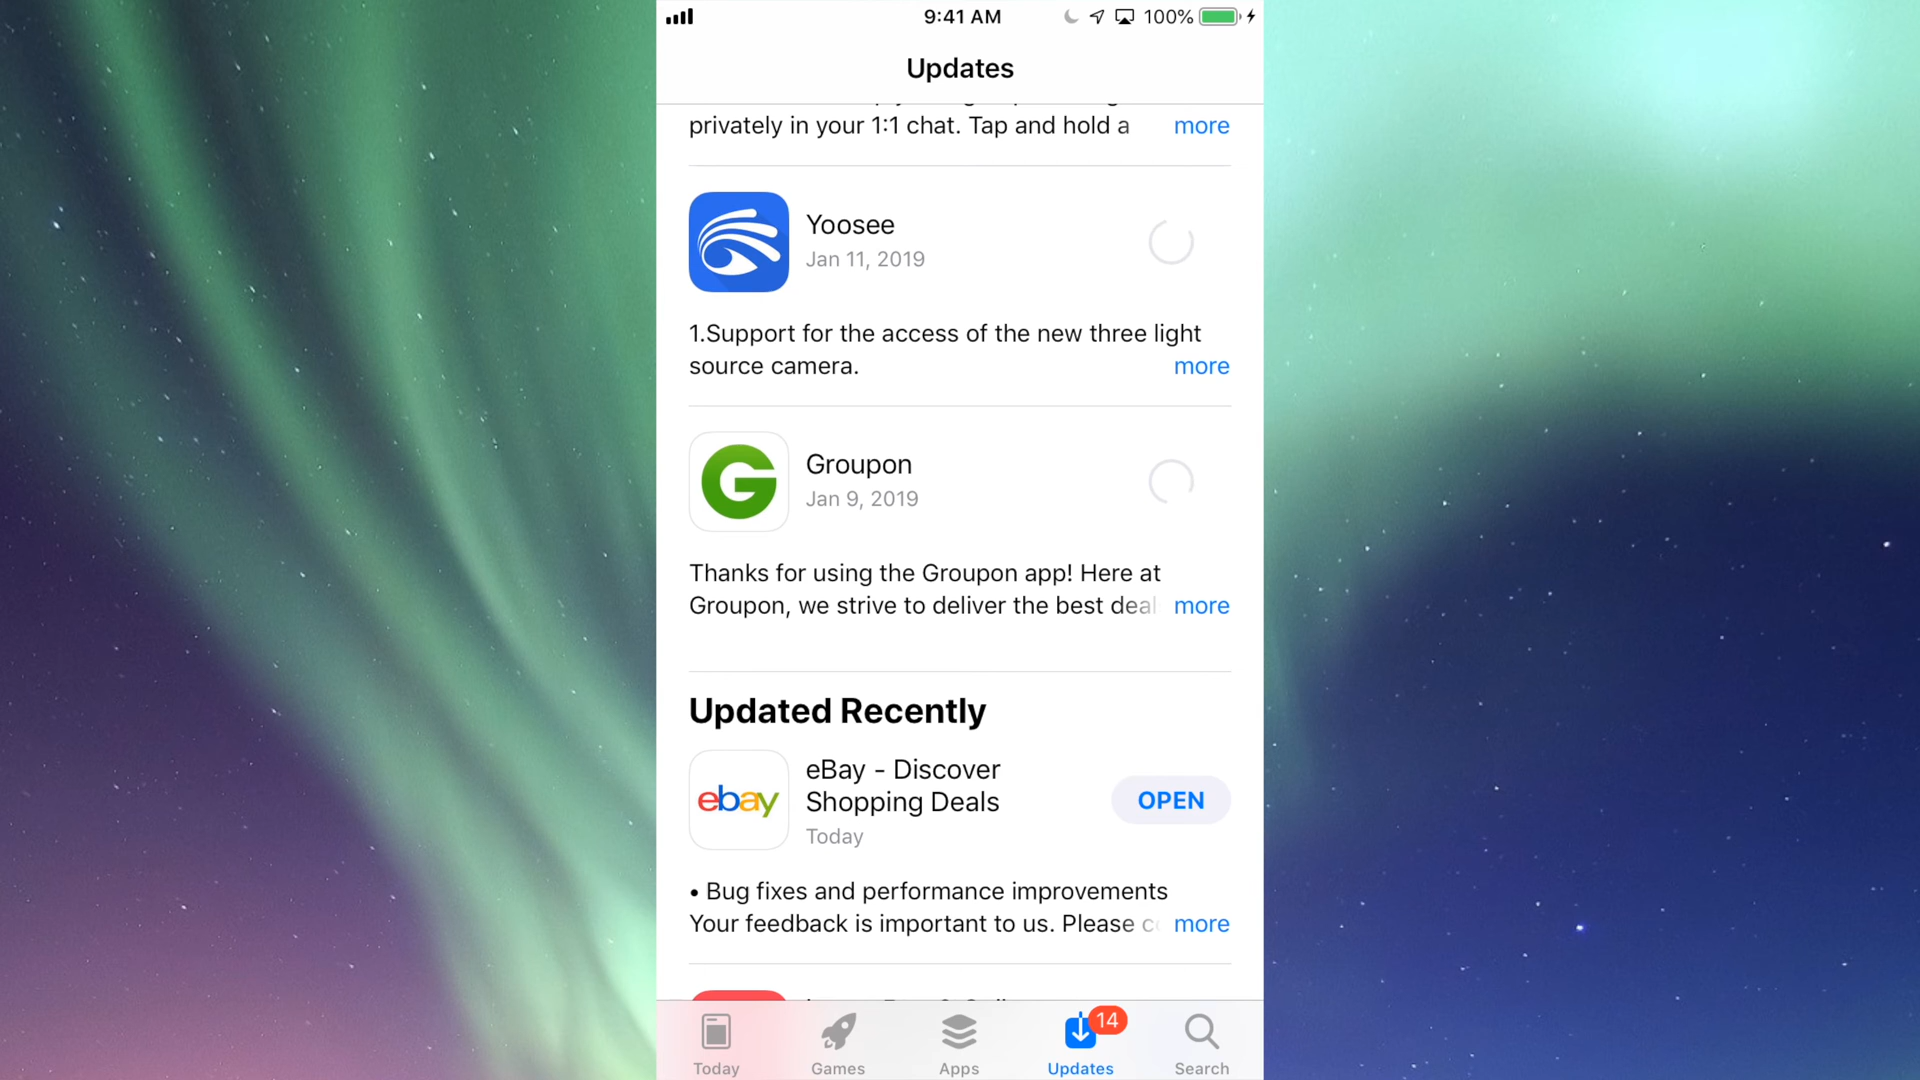 9:41 AM
100%
Updates
privately in your 1:1 chat. Tap and hold a more
Yoosee
Jan 11, 2019
1.Support for the access of the new three light
source camera. more
Groupon
Jan 9, 2019
Thanks for using the Groupon app! Here at
Groupon, we strive to deliver the best deal more
Updated Recently
ebay
eBay - Discover
Shopping Deals
Today
OPEN
• Bug fixes and performance improvements
Your feedback is important to us. Please more
14
Today Games Apps Updates Search